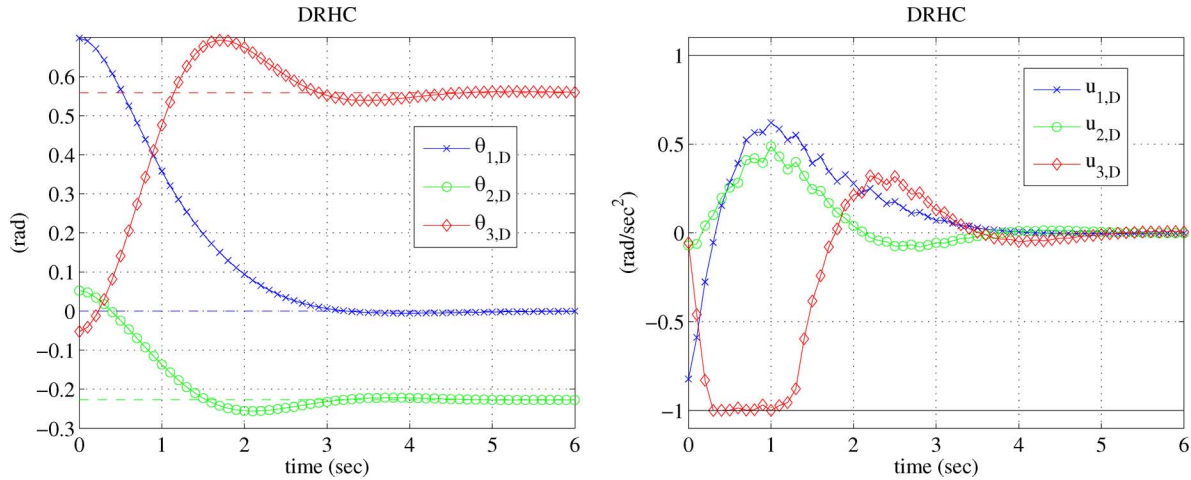 DRHC
(rad)
0.6
0.5
0.4
0.3
0.2
0.1
0
−0.1
−0.2
−0.3
0
1
2
3
4
5
6
time (sec)
θ1,D
θ2,D
θ3,D
DRHC
(rad/sec2)
1
0.5
0
−0.5
−1
0
1
2
3
4
5
6
time (sec)
u1,D
u2,D
u3,D